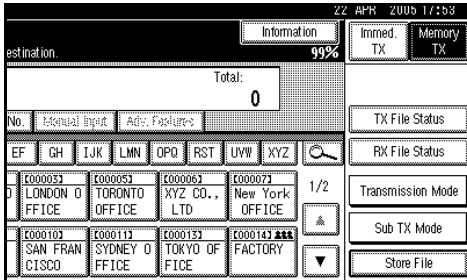 22 APR 2005 17:53
Information
Immed. TX
Memory TX
estination.
99%
Total:
0
No.
Manual Input
Adv. Features
TX File Status
EF
GH
IJK
LMN
OPQ
RST
UVW
XYZ
RX File Status
[00003]
LONDON O
FFICE
[00005]
TORONTO
OFFICE
[00006]
XYZ CO.,
LTD
[00007]
New York
OFFICE
1/2
Transmission Mode
[00010]
SAN FRAN
CISCO
[00011]
SYDNEY O
FFICE
[00013]
TOKYO OF
FICE
[00014]
FACTORY
Sub TX Mode
Store File